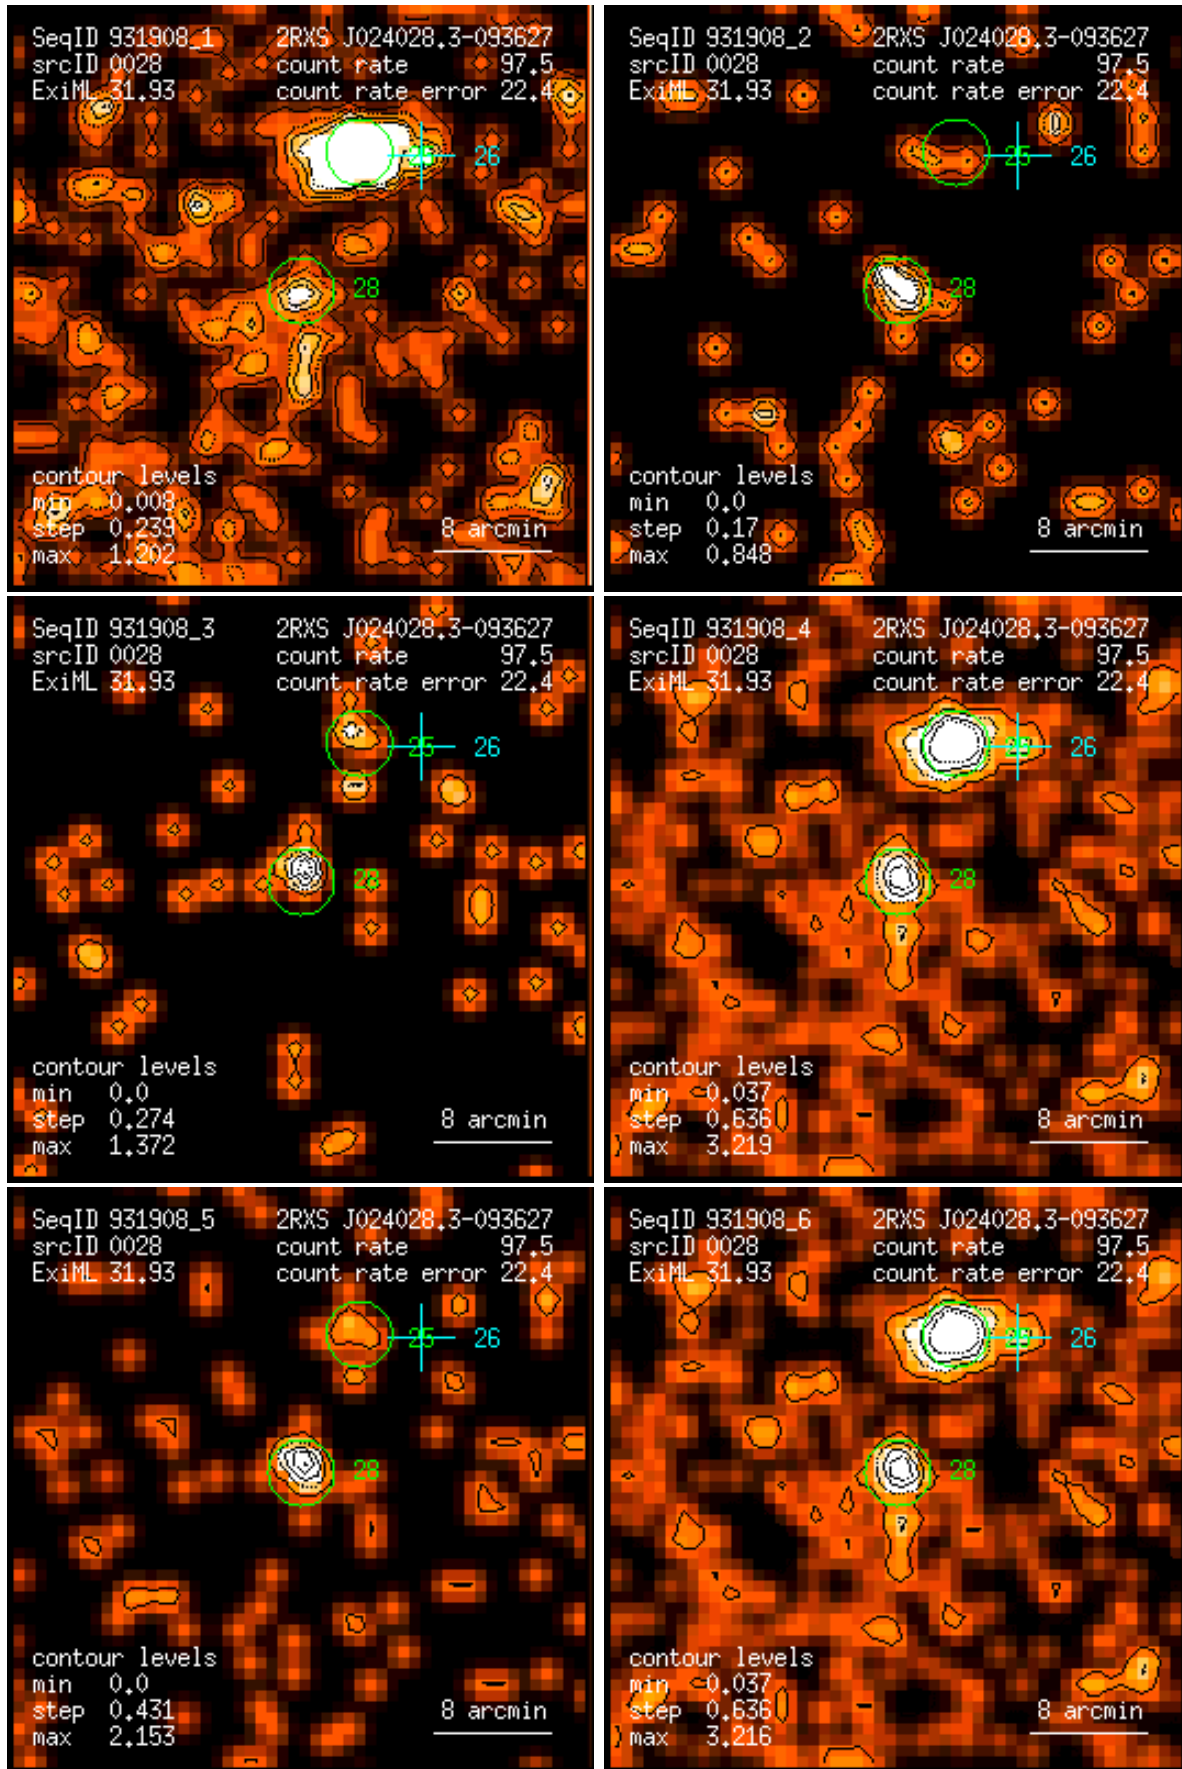 SeqID 931908_1 2RXS J024028.3-093627
srcID 0028 count rate 97.5
ExiML 31.93 count rate error 22.4
25 26
28
contour levels
min 0.008
step 0.239 8 arcmin
max 1.202
SeqID 931908_2 2RXS J024028.3-093627
srcID 0028 count rate 97.5
ExiML 31.93 count rate error 22.4
25 26
28
contour levels
min 0.0
step 0.17 8 arcmin
max 0.848
SeqID 931908_3 2RXS J024028.3-093627
srcID 0028 count rate 97.5
ExiML 31.93 count rate error 22.4
25 26
28
contour levels
min 0.0
step 0.274 8 arcmin
max 1.372
SeqID 931908_4 2RXS J024028.3-093627
srcID 0028 count rate 97.5
ExiML 31.93 count rate error 22.4
25 26
28
contour levels
min 0.037
step 0.636 8 arcmin
max 3.219
SeqID 931908_5 2RXS J024028.3-093627
srcID 0028 count rate 97.5
ExiML 31.93 count rate error 22.4
25 26
28
contour levels
min 0.0
step 0.431 8 arcmin
max 2.153
SeqID 931908_6 2RXS J024028.3-093627
srcID 0028 count rate 97.5
ExiML 31.93 count rate error 22.4
25 26
28
contour levels
min 0.037
step 0.636 8 arcmin
max 3.216